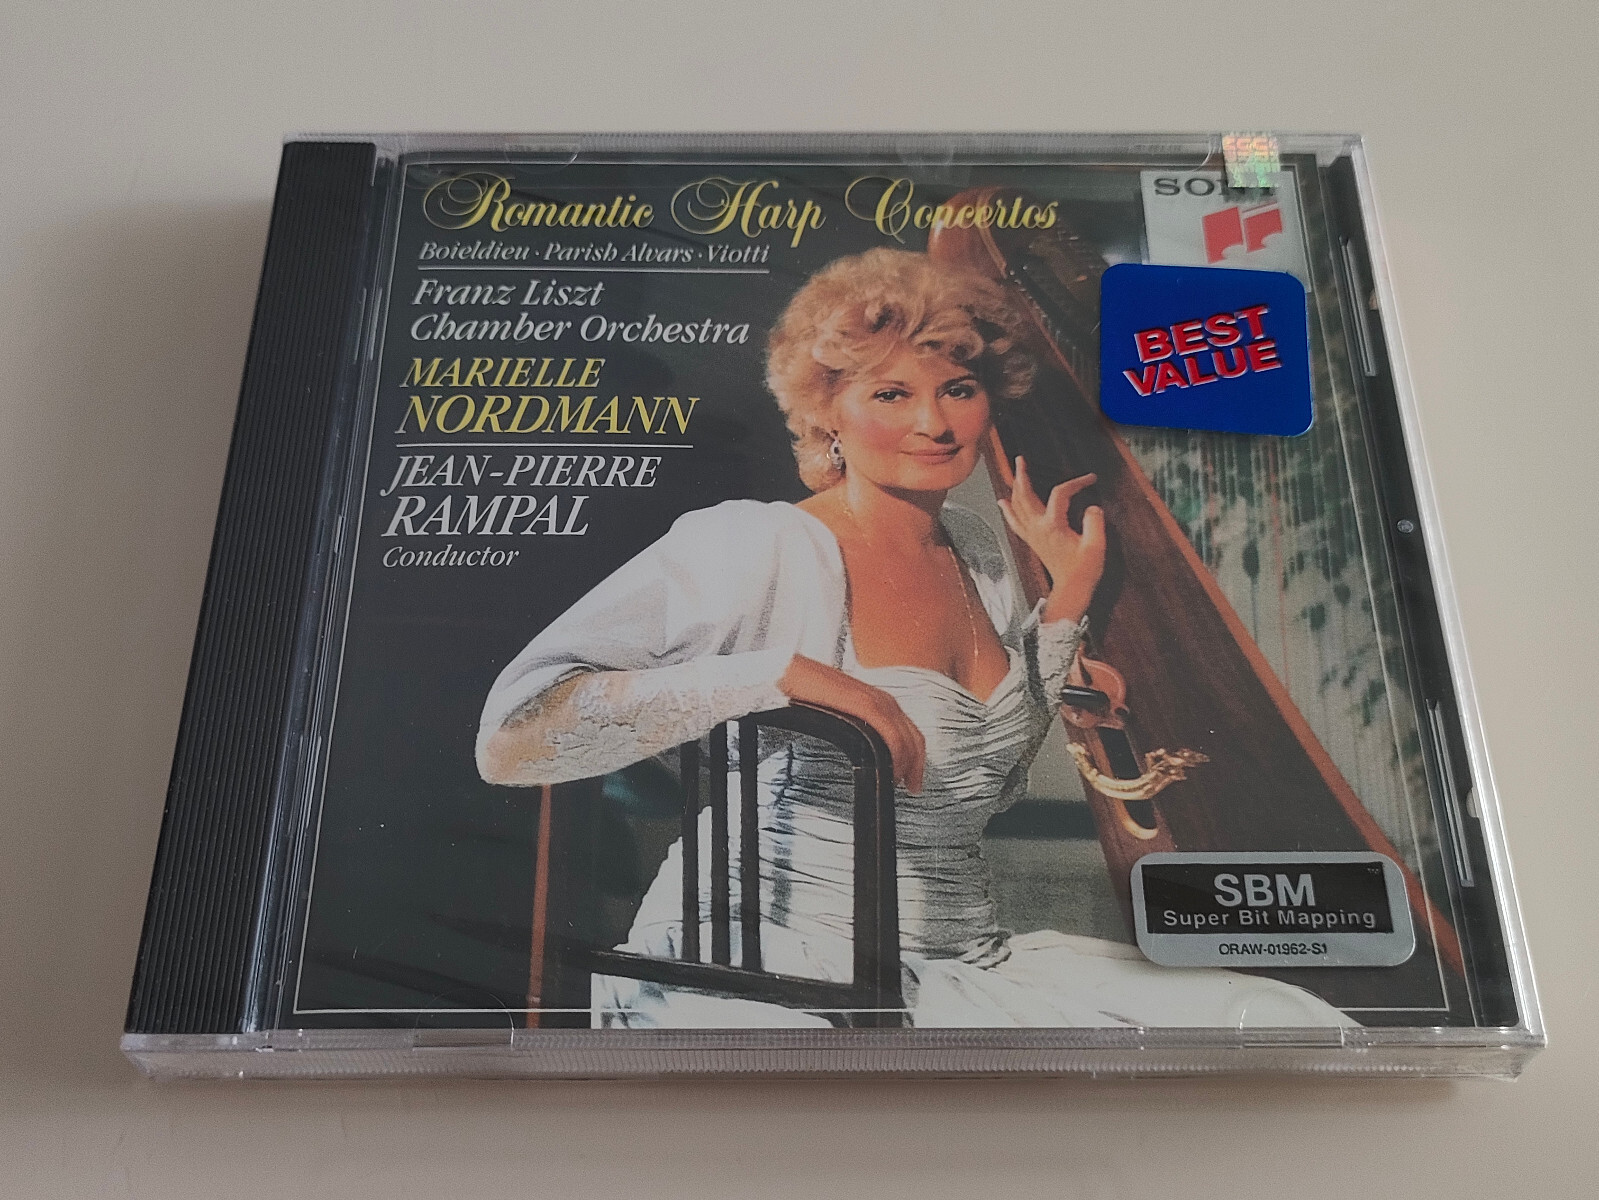 Romantic Harp Concertos
Boieldieu · Parish Alvars · Viotti
Franz Liszt
Chamber Orchestra
MARIELLE
NORDMANN
JEAN-PIERRE
RAMPAL
Conductor
SONY
BEST
VALUE
SBM
Super Bit Mapping
ORAW-01962-S1